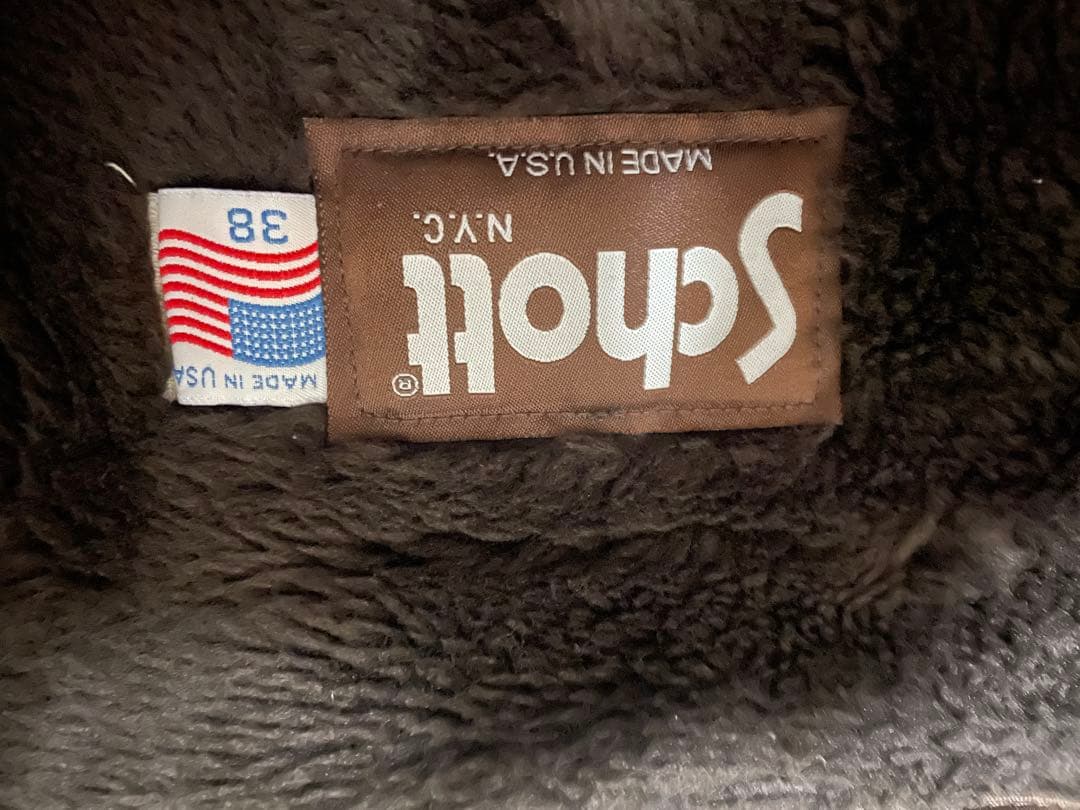 Schott®
N.Y.C.
MADE IN U.S.A.
MADE IN USA
38